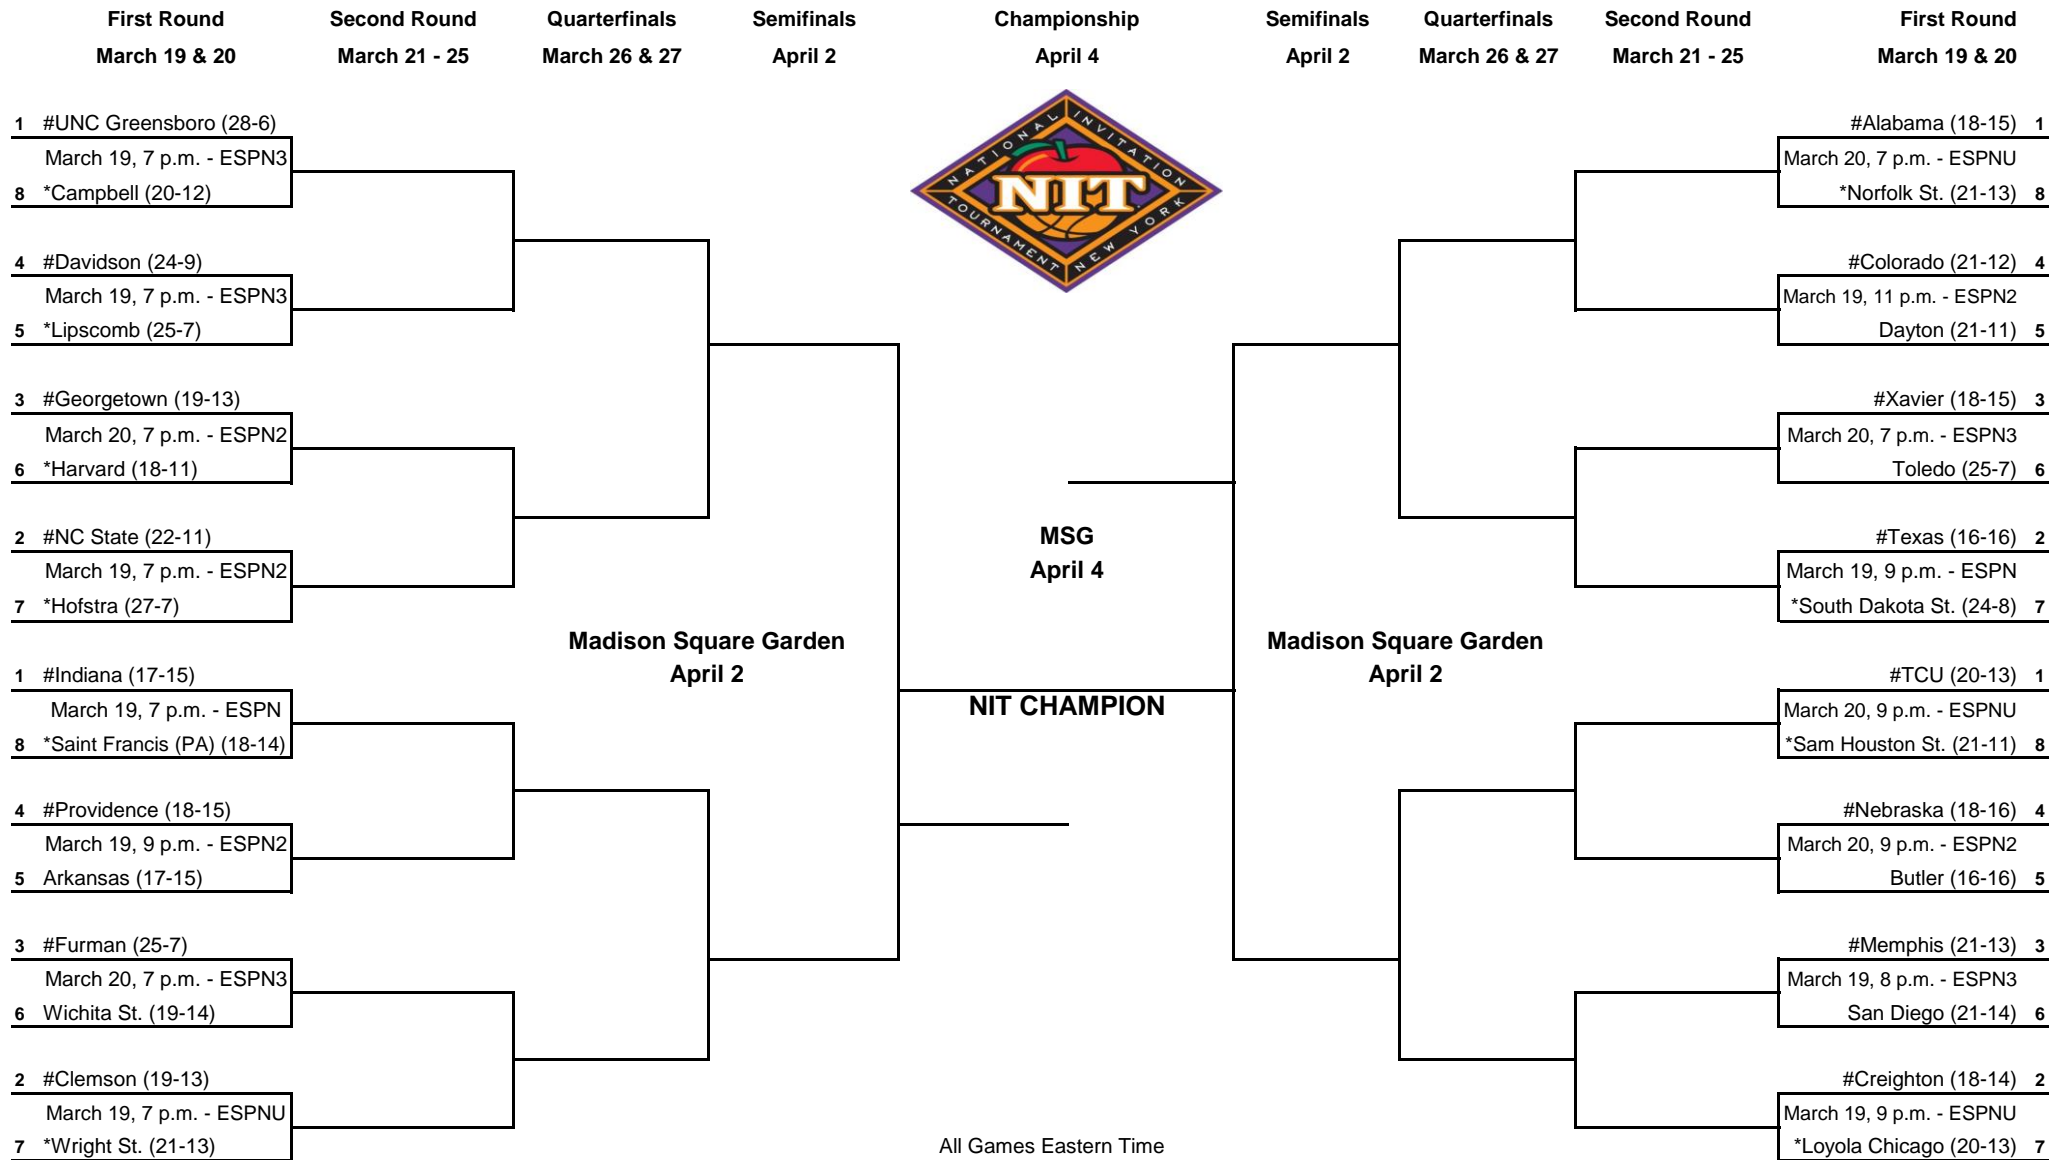 First Round Second Round Quarterfinals Semifinals Championship Semifinals Quarterfinals Second Round First Round
March 19 & 20 March 21 - 25 March 26 & 27 April 2 April 4 April 2 March 26 & 27 March 21 - 25 March 19 & 20
1 #UNC Greensboro (28-6)
March 19, 7 p.m. - ESPN3
8 *Campbell (20-12)
4 #Davidson (24-9)
March 19, 7 p.m. - ESPN3
5 *Lipscomb (25-7)
3 #Georgetown (19-13)
March 20, 7 p.m. - ESPN2
6 *Harvard (18-11)
2 #NC State (22-11)
March 19, 7 p.m. - ESPN2
7 *Hofstra (27-7)
1 #Indiana (17-15)
March 19, 7 p.m. - ESPN
8 *Saint Francis (PA) (18-14)
4 #Providence (18-15)
March 19, 9 p.m. - ESPN2
5 Arkansas (17-15)
3 #Furman (25-7)
March 20, 7 p.m. - ESPN3
6 Wichita St. (19-14)
2 #Clemson (19-13)
March 19, 7 p.m. - ESPNU
7 *Wright St. (21-13)
Madison Square Garden
April 2
NATIONAL INVITATION
NIT
TOURNAMENT NEW YORK
MSG
April 4
NIT CHAMPION
All Games Eastern Time
Madison Square Garden
April 2
#Alabama (18-15) 1
March 20, 7 p.m. - ESPNU
*Norfolk St. (21-13) 8
#Colorado (21-12) 4
March 19, 11 p.m. - ESPN2
Dayton (21-11) 5
#Xavier (18-15) 3
March 20, 7 p.m. - ESPN3
Toledo (25-7) 6
#Texas (16-16) 2
March 19, 9 p.m. - ESPN
*South Dakota St. (24-8) 7
#TCU (20-13) 1
March 20, 9 p.m. - ESPNU
*Sam Houston St. (21-11) 8
#Nebraska (18-16) 4
March 20, 9 p.m. - ESPN2
Butler (16-16) 5
#Memphis (21-13) 3
March 19, 8 p.m. - ESPN3
San Diego (21-14) 6
#Creighton (18-14) 2
March 19, 9 p.m. - ESPNU
*Loyola Chicago (20-13) 7